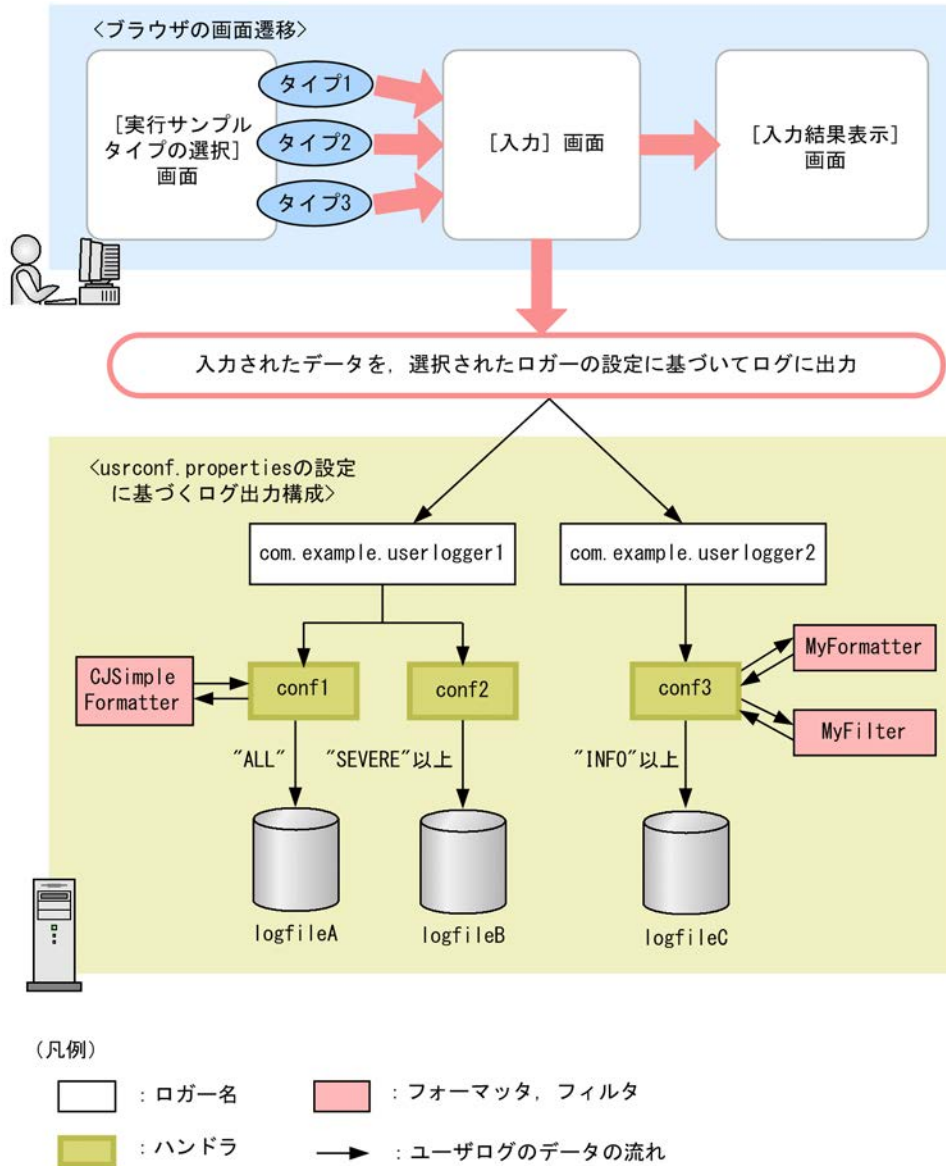 <ブラウザの画面遷移>
[実行サンプル
タイプの選択]
画面
タイプ1
タイプ2
タイプ3
[入力] 画面
[入力結果表示]
画面
入力されたデータを，選択されたロガーの設定に基づいてログに出力
<usrconf.propertiesの設定
に基づくログ出力構成>
com.example.userlogger1
com.example.userlogger2
CJSimple
Formatter
conf1
conf2
conf3
MyFormatter
MyFilter
"ALL"
"SEVERE"以上
"INFO"以上
logfileA
logfileB
logfileC
(凡例)
：ロガー名
：フォーマッタ，フィルタ
：ハンドラ
：ユーザログのデータの流れ